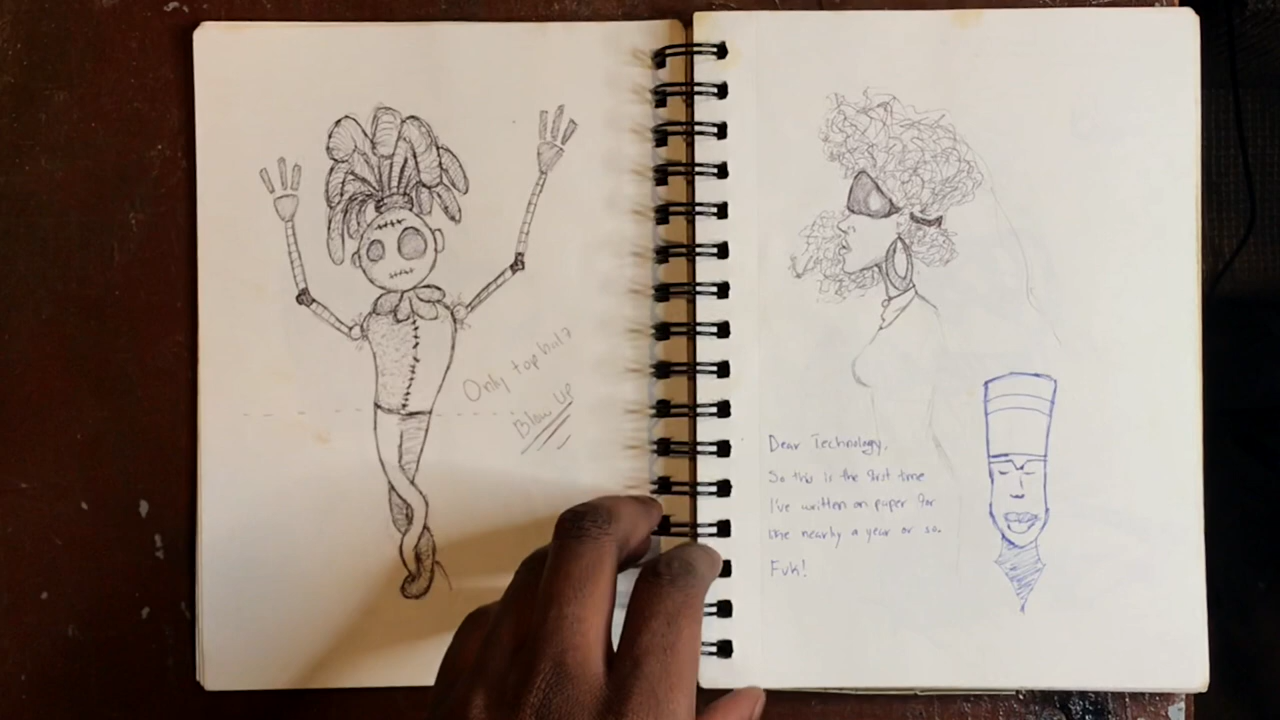 Only top half
Blow UP
Dear Technology,
So this is the first time
I've written on paper for
like nearly a year or so.
Fuk!